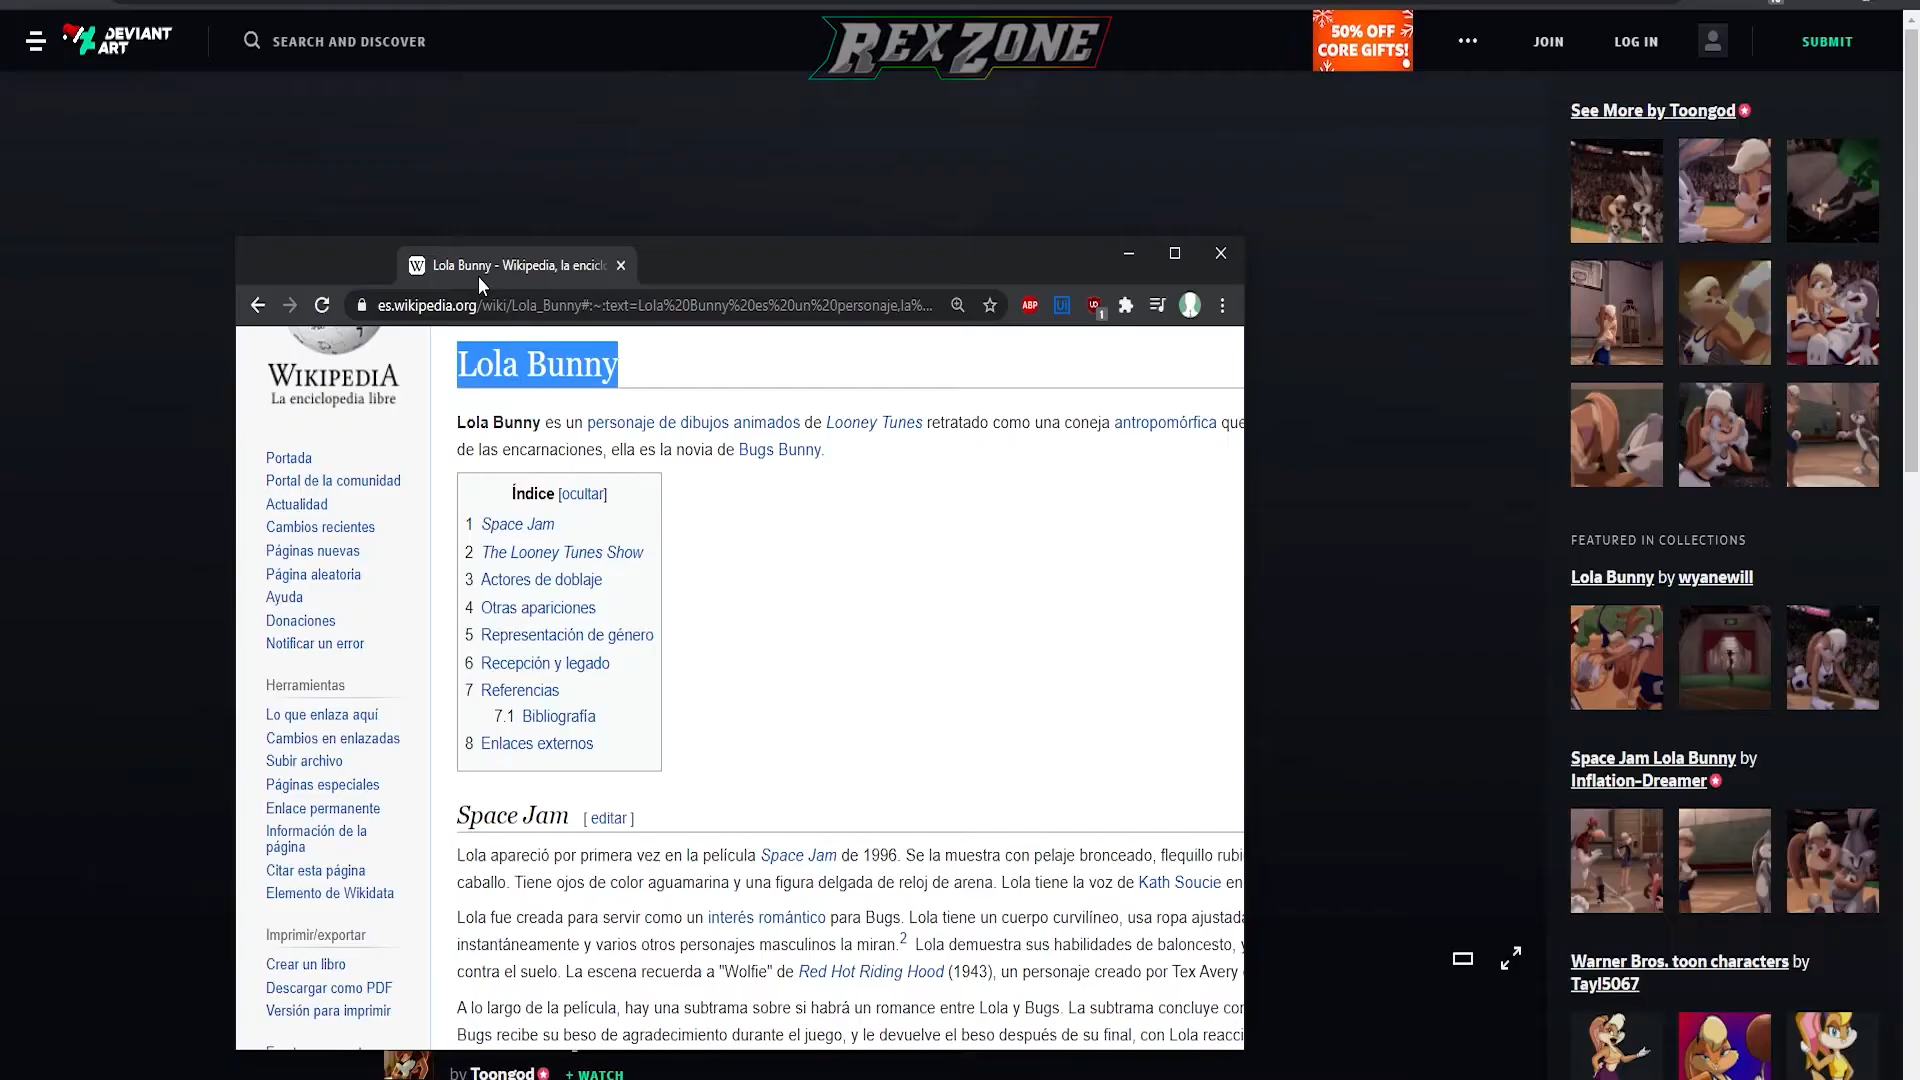 DEVIANT
ART
SEARCH AND DISCOVER
REX ZONE
50% OFF
CORE GIFTS!
JOIN
LOG IN
SUBMIT
See More by Toongod
Lola Bunny - Wikipedia, la encicl
es.wikipedia.org/wiki/Lola_Bunny#:~:text=Lola%20Bunny%20es%20un%20personaje,la%...
ABP
1
WIKIPEDIA
La enciclopedia libre
Portada
Portal de la comunidad
Actualidad
Cambios recientes
Páginas nuevas
Página aleatoria
Ayuda
Donaciones
Notificar un error
Herramientas
Lo que enlaza aquí
Cambios en enlazadas
Subir archivo
Páginas especiales
Enlace permanente
Información de la
página
Citar esta página
Elemento de Wikidata
Imprimir/exportar
Crear un libro
Descargar como PDF
Versión para imprimir
Lola Bunny
Lola Bunny es un personaje de dibujos animados de Looney Tunes retratado como una coneja antropomórfica que
de las encarnaciones, ella es la novia de Bugs Bunny.
Índice [ocultar]
1 Space Jam
2 The Looney Tunes Show
3 Actores de doblaje
4 Otras apariciones
5 Representación de género
6 Recepción y legado
7 Referencias
7.1 Bibliografía
8 Enlaces externos
Space Jam [ editar ]
Lola apareció por primera vez en la película Space Jam de 1996. Se la muestra con pelaje bronceado, flequillo rubi
caballo. Tiene ojos de color aguamarina y una figura delgada de reloj de arena. Lola tiene la voz de Kath Soucie en
Lola fue creada para servir como un interés romántico para Bugs. Lola tiene un cuerpo curvilíneo, usa ropa ajustada
instantáneamente y varios otros personajes masculinos la miran.2 Lola demuestra sus habilidades de baloncesto, y
contra el suelo. La escena recuerda a "Wolfie" de Red Hot Riding Hood (1943), un personaje creado por Tex Avery
A lo largo de la película, hay una subtrama sobre si habrá un romance entre Lola y Bugs. La subtrama concluye cor
Bugs recibe su beso de agradecimiento durante el juego, y le devuelve el beso después de su final, con Lola reacci
FEATURED IN COLLECTIONS
Lola Bunny by wyanewill
Space Jam Lola Bunny by
Inflation-Dreamer
Warner Bros. toon characters by
Tayl5067
by Toongod + WATCH